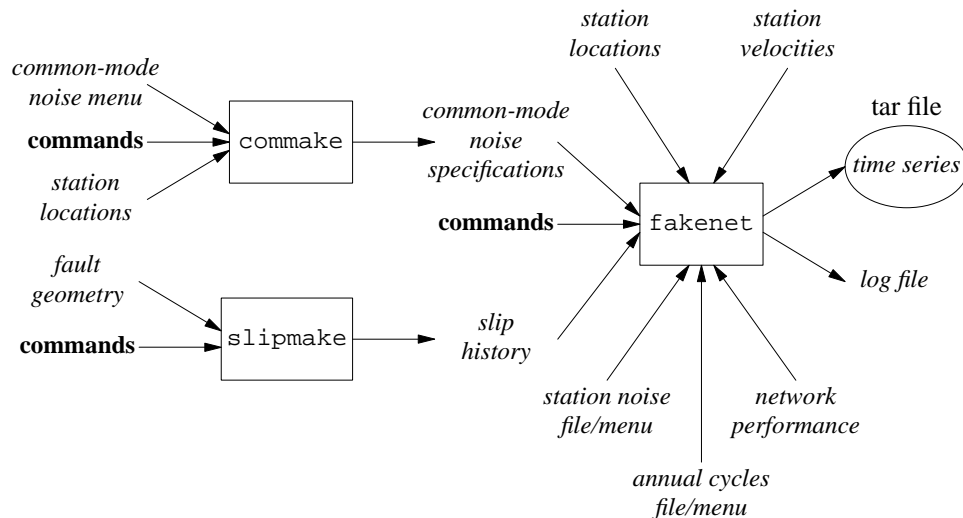 station
locations
station
velocities
common-mode
noise menu
commands
station
locations
commake
common-mode
noise
specifications
commands
fakenet
tar file
time series
log file
fault
geometry
commands
slipmake
slip
history
station noise
file/menu
annual cycles
file/menu
network
performance